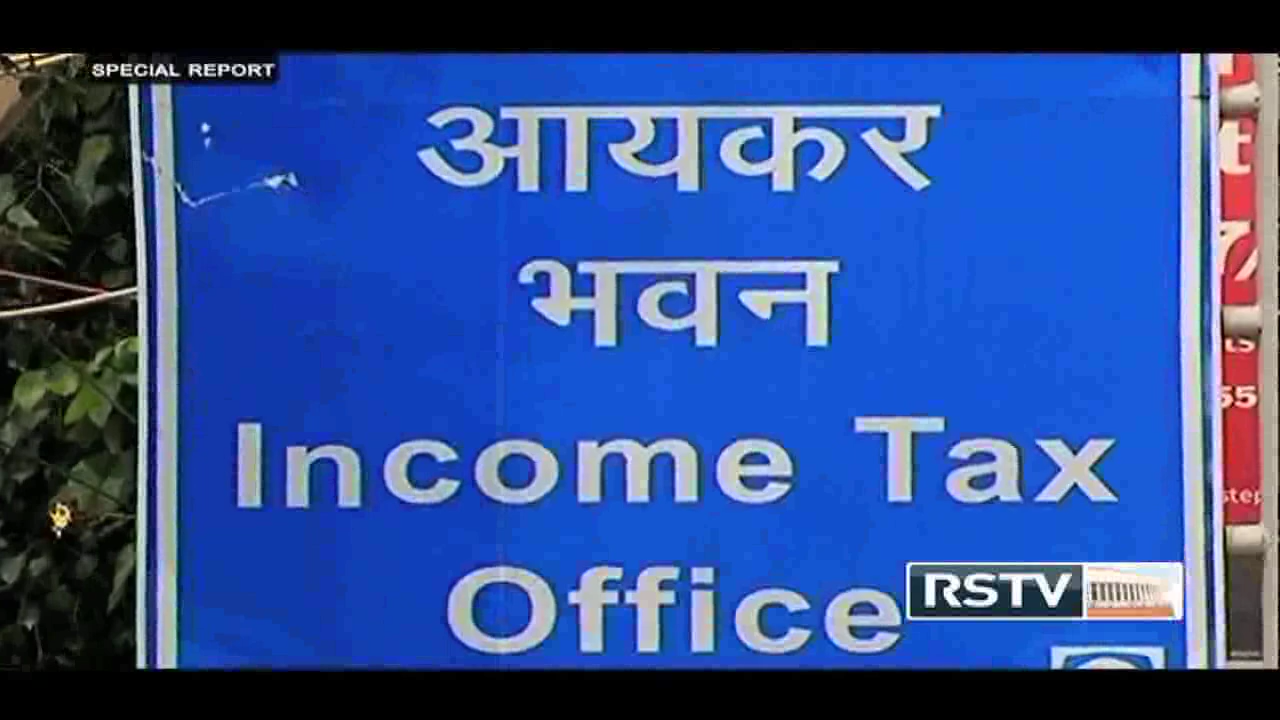 SPECIAL REPORT
आयकर
भवन
Income Tax
Office
RSTV